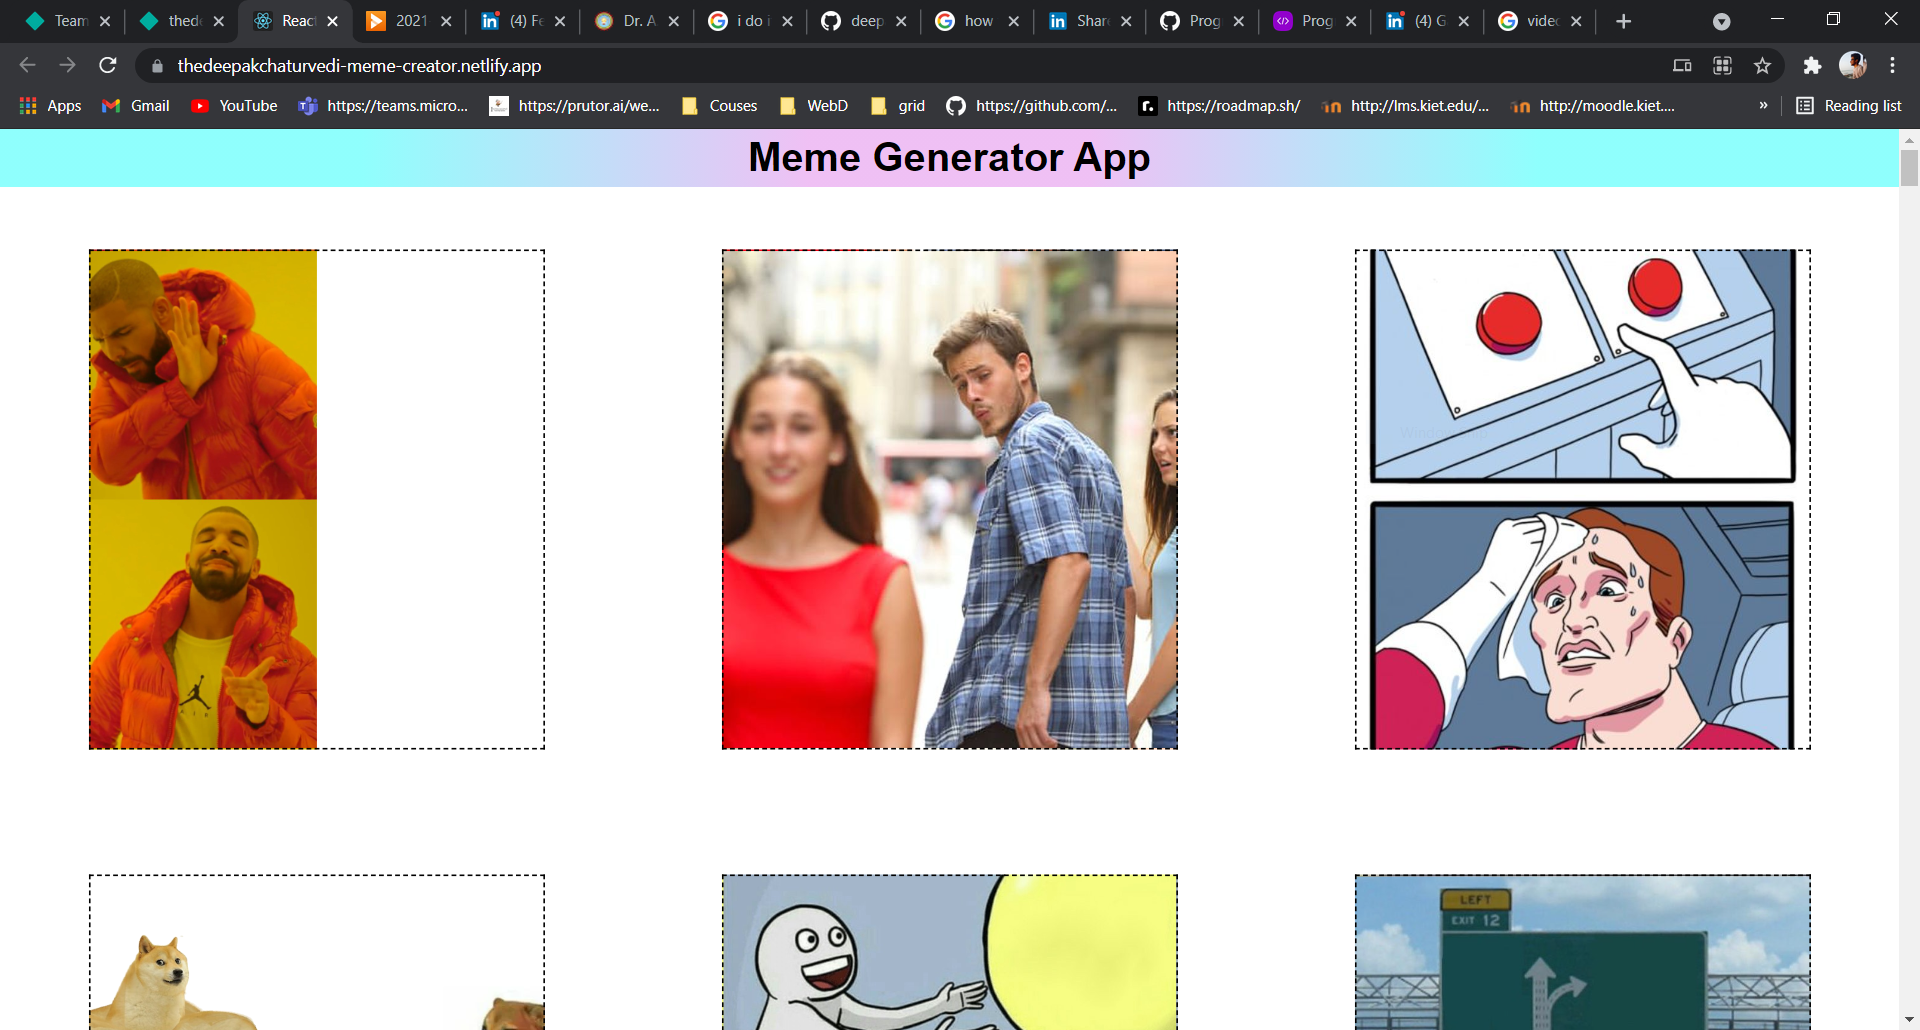 Team
thed
Reac
2021
(4) Fe
Dr. A
i do i
deep
how
Share
Prog
Prog
(4) G
video
thedeepakchaturvedi-meme-creator.netlify.app
Apps Gmail YouTube https://teams.micro... https://prutor.ai/we... Couses WebD grid https://github.com/... https://roadmap.sh/ http://lms.kiet.edu/... http://moodle.kiet.... » Reading list
Meme Generator App
LEFT
EXIT 12